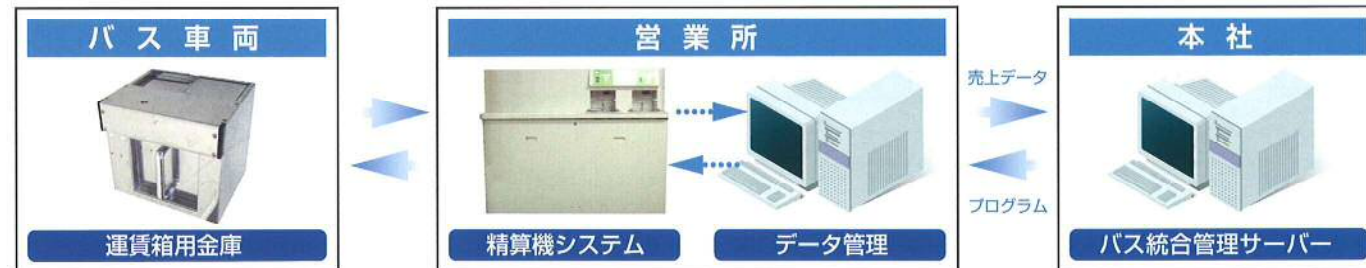 バス車両
営業所
本社
売上データ
プログラム
運賃箱用金庫
精算機システム
データ管理
バス統合管理サーバー